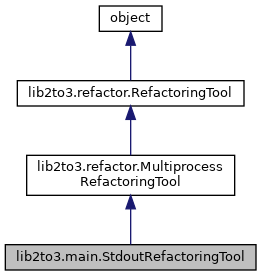 object
lib2to3.refactor.RefactoringTool
lib2to3.refactor.Multiprocess
RefactoringTool
lib2to3.main.StdoutRefactoringTool